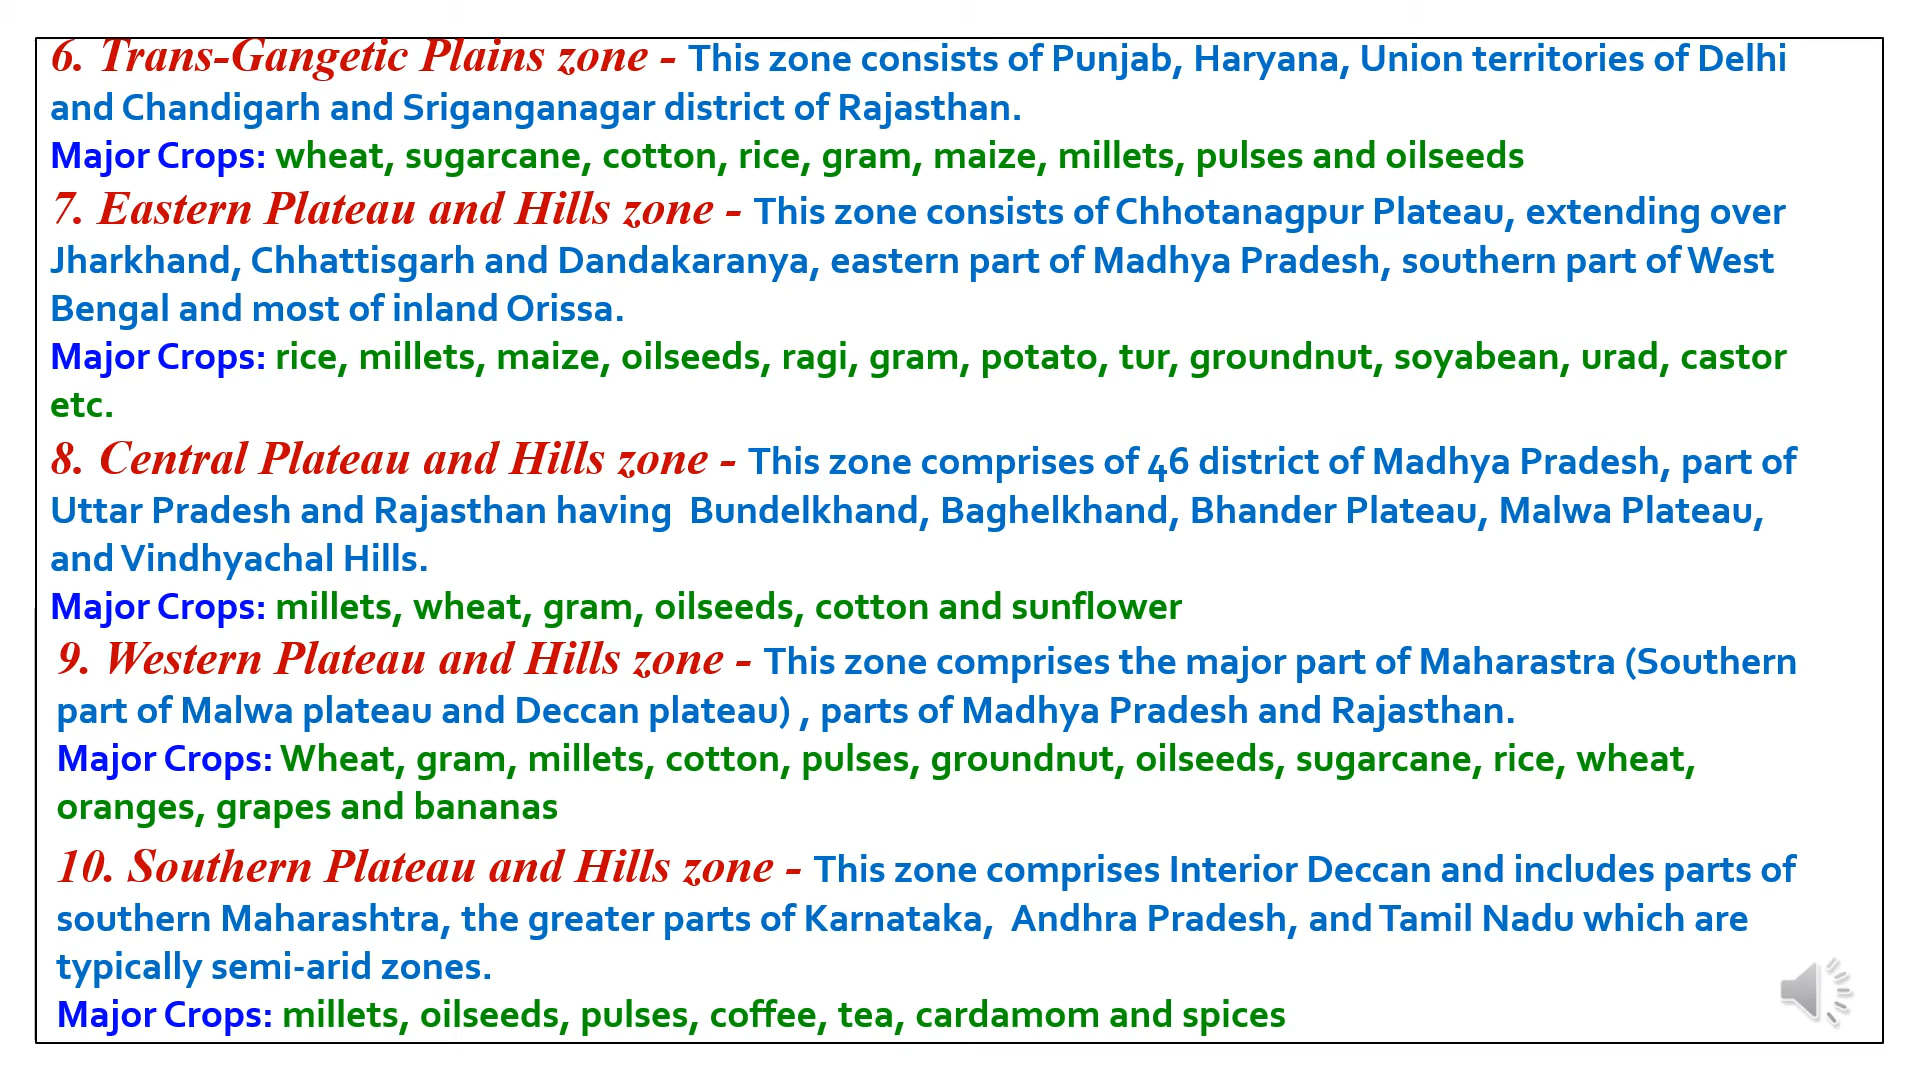 6. Trans-Gangetic Plains zone - This zone consists of Punjab, Haryana, Union territories of Delhi
and Chandigarh and Sriganganagar district of Rajasthan.
Major Crops: wheat, sugarcane, cotton, rice, gram, maize, millets, pulses and oilseeds
7. Eastern Plateau and Hills zone - This zone consists of Chhotanagpur Plateau, extending over
Jharkhand, Chhattisgarh and Dandakaranya, eastern part of Madhya Pradesh, southern part of West
Bengal and most of inland Orissa.
Major Crops: rice, millets, maize, oilseeds, ragi, gram, potato, tur, groundnut, soyabean, urad, castor
etc.
8. Central Plateau and Hills zone - This zone comprises of 46 district of Madhya Pradesh, part of
Uttar Pradesh and Rajasthan having  Bundelkhand, Baghelkhand, Bhander Plateau, Malwa Plateau,
and Vindhyachal Hills.
Major Crops: millets, wheat, gram, oilseeds, cotton and sunflower
9. Western Plateau and Hills zone - This zone comprises the major part of Maharastra (Southern
part of Malwa plateau and Deccan plateau) , parts of Madhya Pradesh and Rajasthan.
Major Crops: Wheat, gram, millets, cotton, pulses, groundnut, oilseeds, sugarcane, rice, wheat,
oranges, grapes and bananas
10. Southern Plateau and Hills zone - This zone comprises Interior Deccan and includes parts of
southern Maharashtra, the greater parts of Karnataka,  Andhra Pradesh, and Tamil Nadu which are
typically semi-arid zones.
Major Crops: millets, oilseeds, pulses, coffee, tea, cardamom and spices